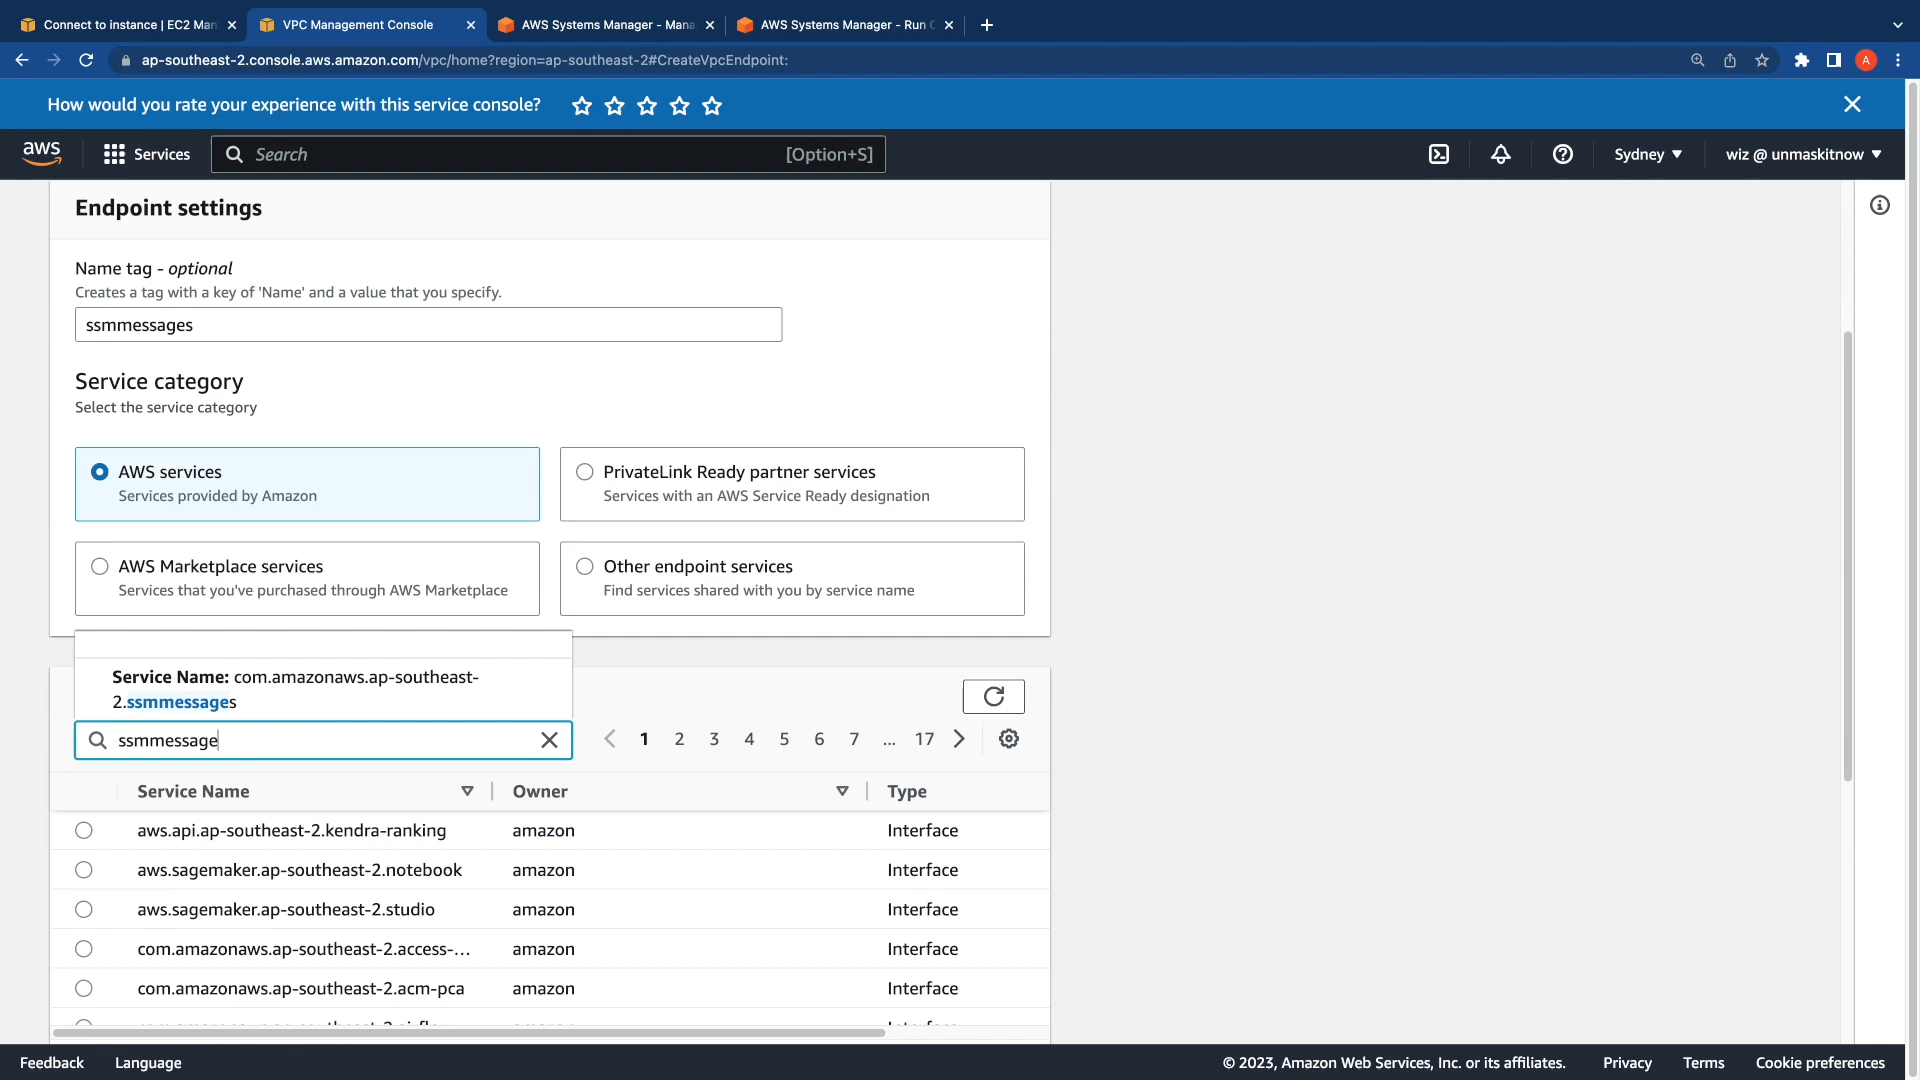 Connect to instance | EC2 Man
VPC Management Console
AWS Systems Manager - Mana
AWS Systems Manager - Run C
ap-southeast-2.console.aws.amazon.com/vpc/home?region=ap-southeast-2#CreateVpcEndpoint:
A
How would you rate your experience with this service console?
aws
Services
Search
[Option+S]
Sydney
wiz @ unmaskitnow
Endpoint settings
Name tag - optional
Creates a tag with a key of 'Name' and a value that you specify.
ssmmessages
Service category
Select the service category
AWS services
Services provided by Amazon
PrivateLink Ready partner services
Services with an AWS Service Ready designation
AWS Marketplace services
Services that you've purchased through AWS Marketplace
Other endpoint services
Find services shared with you by service name
Service Name: com.amazonaws.ap-southeast-
2.ssmmessages
ssmmessage
1 2 3 4 5 6 7 ... 17
Service Name Owner Type
aws.api.ap-southeast-2.kendra-ranking amazon Interface
aws.sagemaker.ap-southeast-2.notebook amazon Interface
aws.sagemaker.ap-southeast-2.studio amazon Interface
com.amazonaws.ap-southeast-2.access-... amazon Interface
com.amazonaws.ap-southeast-2.acm-pca amazon Interface
Feedback
Language
© 2023, Amazon Web Services, Inc. or its affiliates.
Privacy
Terms
Cookie preferences